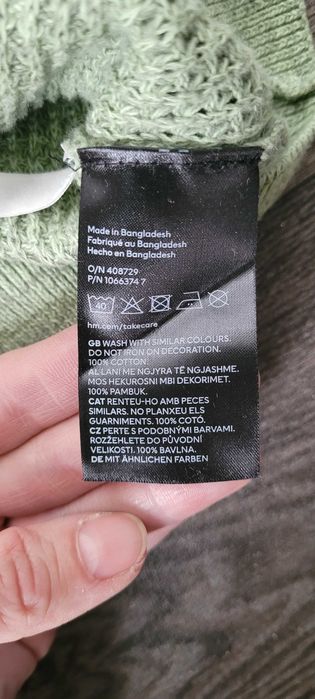 Made in Bangladesh
Fabriqué au Bangladesh
Hecho en Bangladesh
O/N 408729
P/N 1066374 7
40
hm.com/takecare
GB WASH WITH SIMILAR COLOURS.
DO NOT IRON ON DECORATION.
100% COTTON.
AL LANI ME NGJYRA TË NGJASHME.
MOS HEKUROSNI MBI DEKORIMET.
100% PAMBUK.
CAT RENTEU-HO AMB PECES
SIMILARS. NO PLANXEU ELS
GUARNIMENTS. 100% COTÓ.
CZ PERTE S PODOBNÝMI BARVAMI.
ROZŽEHLETE DO PŮVODNÍ
VELIKOSTI. 100% BAVLNA.
DE MIT ÄHNLICHEN FARBEN